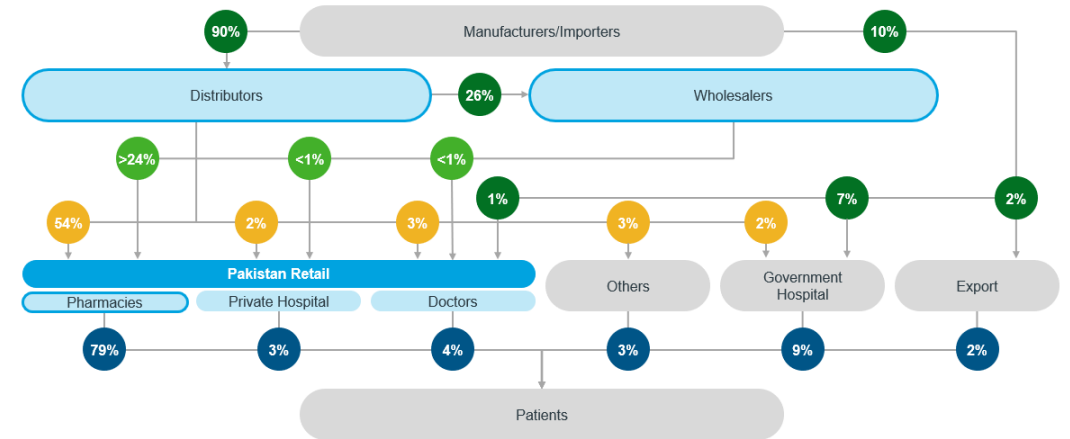 90%
Manufacturers/Importers
10%
Distributors
26%
Wholesalers
>24%
<1%
<1%
1%
7%
2%
54%
2%
3%
3%
2%
Pakistan Retail
Pharmacies
Private Hospital
Doctors
Others
Government
Hospital
Export
79%
3%
4%
3%
9%
2%
Patients